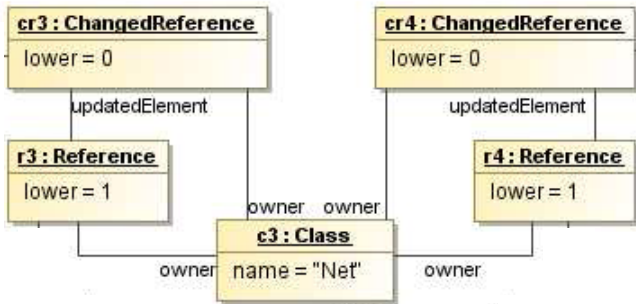 cr3 : ChangedReference
lower = 0
cr4 : ChangedReference
lower = 0
updatedElement
updatedElement
r3 : Reference
lower = 1
r4 : Reference
lower = 1
owner
owner
c3 : Class
name = "Net"
owner
owner